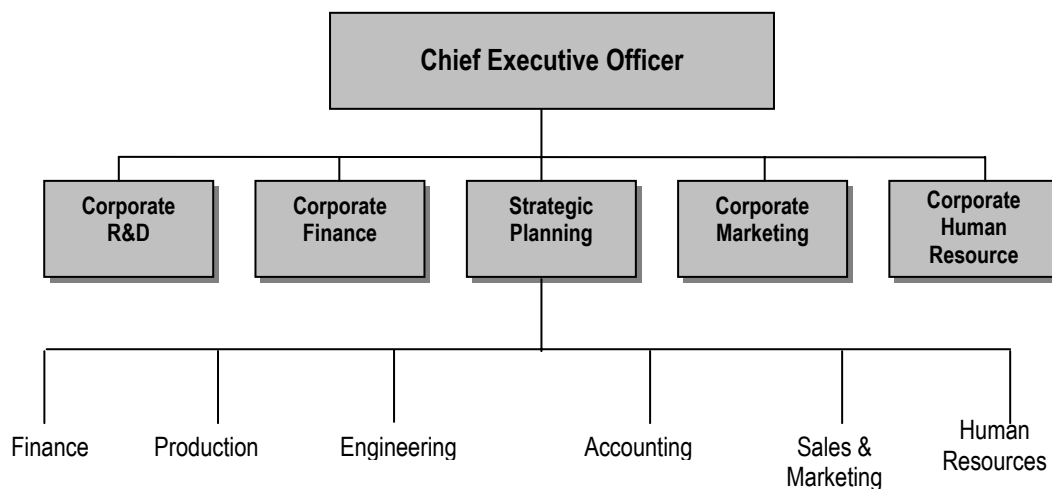 Chief Executive Officer
Corporate
R&D
Corporate
Finance
Strategic
Planning
Corporate
Marketing
Corporate
Human
Resource
Finance
Production
Engineering
Accounting
Sales &
Marketing
Human
Resources